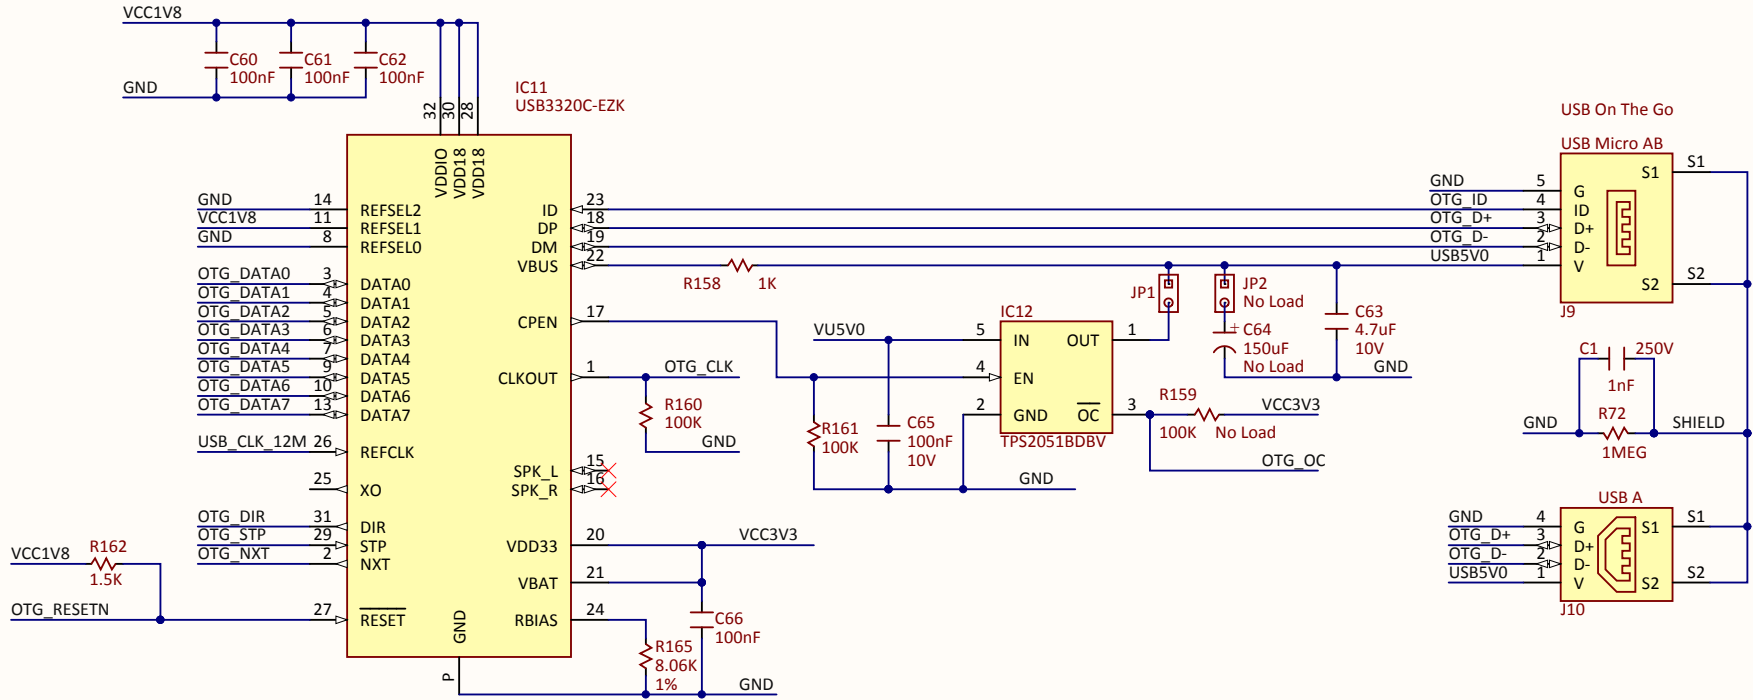 VCC1V8
C60
100nF
C61
100nF
C62
100nF
GND
IC11
USB3320C-EZK
32
30
28
VDDIO
VDD18
VDD18
GND
14
REFSEL2
VCC1V8
11
REFSEL1
GND
8
REFSEL0
OTG_DATA0
3
DATA0
OTG_DATA1
4
DATA1
OTG_DATA2
5
DATA2
OTG_DATA3
6
DATA3
OTG_DATA4
7
DATA4
OTG_DATA5
9
DATA5
OTG_DATA6
10
DATA6
OTG_DATA7
13
DATA7
USB_CLK_12M
26
REFCLK
25
XO
OTG_DIR
31
DIR
OTG_STP
29
STP
OTG_NXT
2
NXT
VCC1V8
R162
1.5K
OTG_RESETN
27
RESET
ID
23
DP
18
DM
19
VBUS
22
CPEN
17
CLKOUT
1
SPK_L
15
SPK_R
16
VDD33
20
VBAT
21
RBIAS
24
GND
P
R158
1K
OTG_CLK
R160
100K
GND
VCC3V3
C66
100nF
R165
8.06K
1%
GND
VU5V0
R161
100K
C65
100nF
10V
GND
IC12
5
IN
OUT
1
4
EN
2
GND
OC
3
TPS2051BDBV
JP1
JP2
No Load
+
C64
150uF
No Load
C63
4.7uF
10V
GND
R159
100K
No Load
VCC3V3
OTG_OC
USB On The Go
USB Micro AB
GND
5
G
OTG_ID
4
ID
OTG_D+
3
D+
OTG_D-
2
D-
USB5V0
1
V
S1
S1
S2
S2
J9
C1
250V
1nF
GND
R72
1MEG
SHIELD
USB A
GND
4
G
OTG_D+
3
D+
OTG_D-
2
D-
USB5V0
1
V
S1
S1
S2
S2
J10